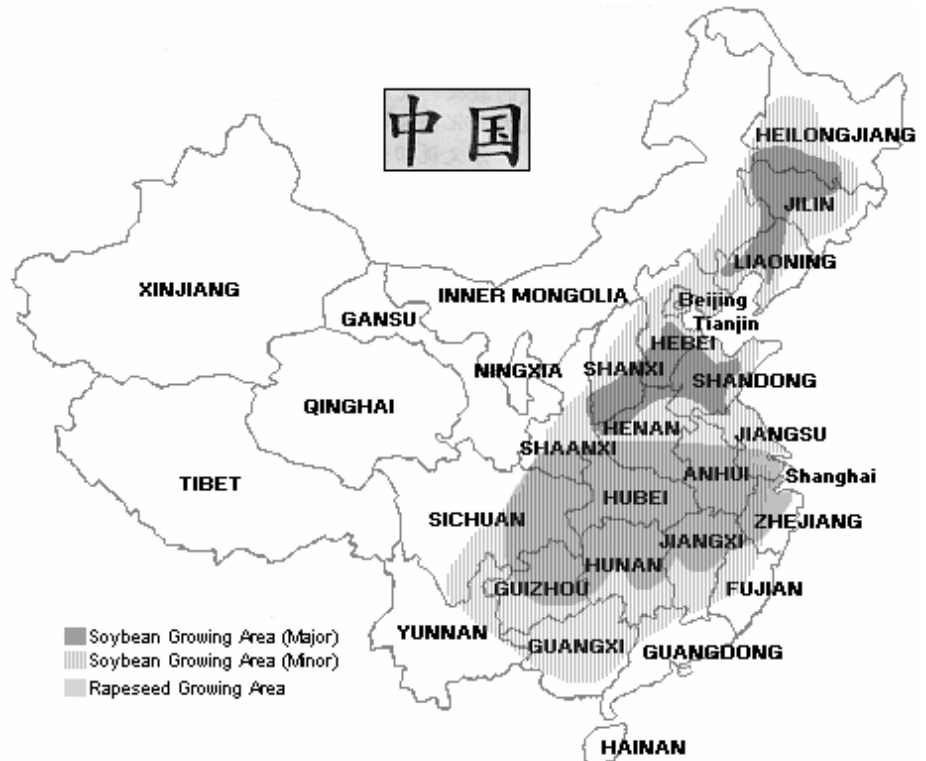 中国
HEILONGJIANG
JILIN
LIAONING
XINJIANG
INNER MONGOLIA
Beijing
GANSU
Tianjin
HEBEI
NINGXIA
SHANXI
SHANDONG
QINGHAI
HENAN
JIANGSU
SHAANXI
ANHUI
Shanghai
TIBET
HUBEI
SICHUAN
ZHEJIANG
JIANGXI
HUNAN
GUIZHOU
FUJIAN
YUNNAN
GUANGXI
GUANGDONG
Soybean Growing Area (Major)
Soybean Growing Area (Minor)
Rapeseed Growing Area
HAINAN